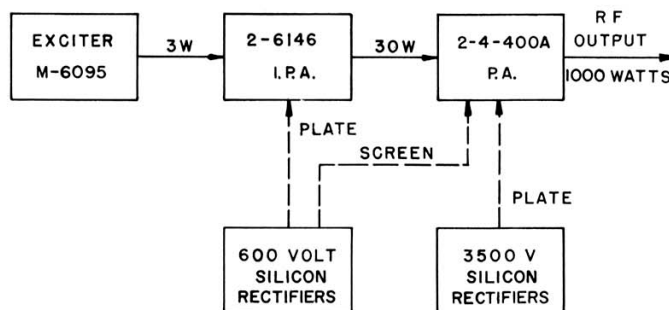 EXCITER
M-6095
3W
2-6146
I.P.A.
30W
2-4-400A
P.A.
RF
OUTPUT
1000 WATTS
PLATE
SCREEN
PLATE
600 VOLT
SILICON
RECTIFIERS
3500 V
SILICON
RECTIFIERS